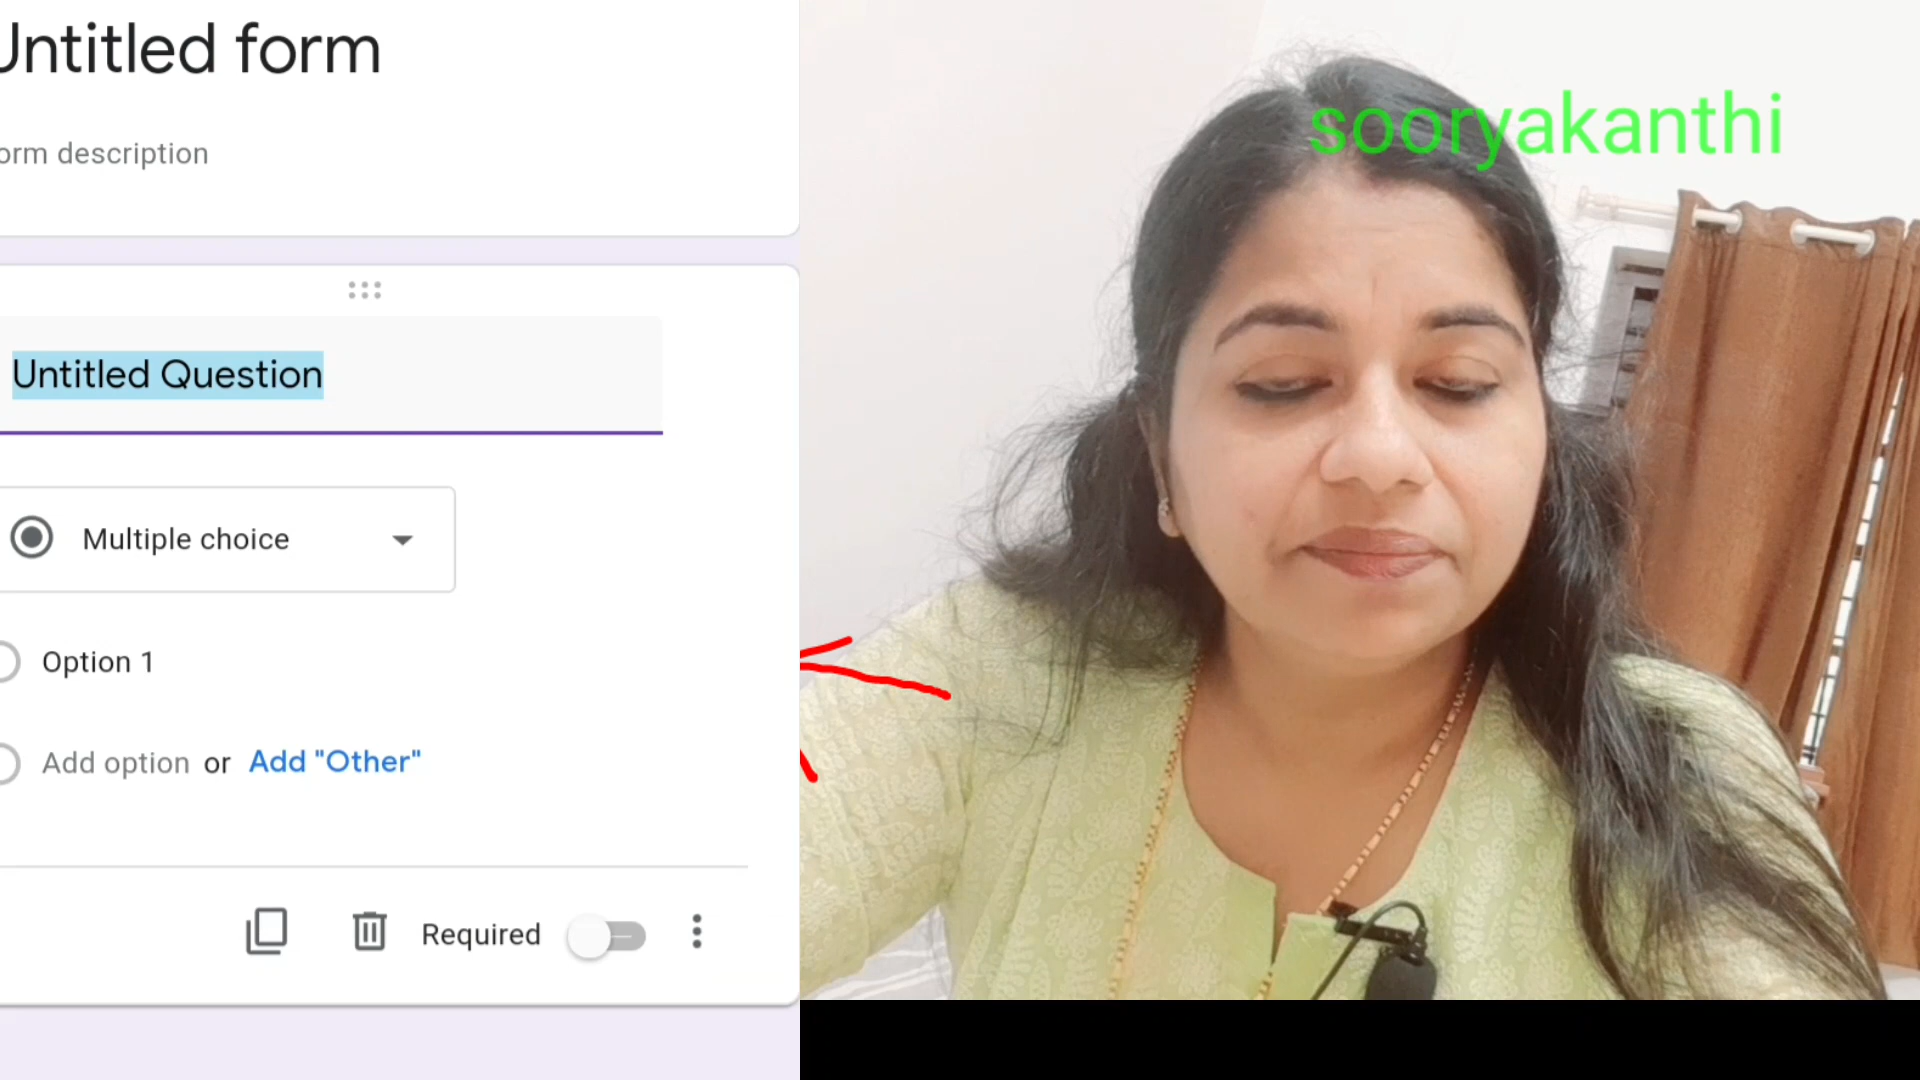 Untitled form
orm description
Untitled Question
Multiple choice
Option 1
Add option or Add "Other"
Required
sooryakanthi